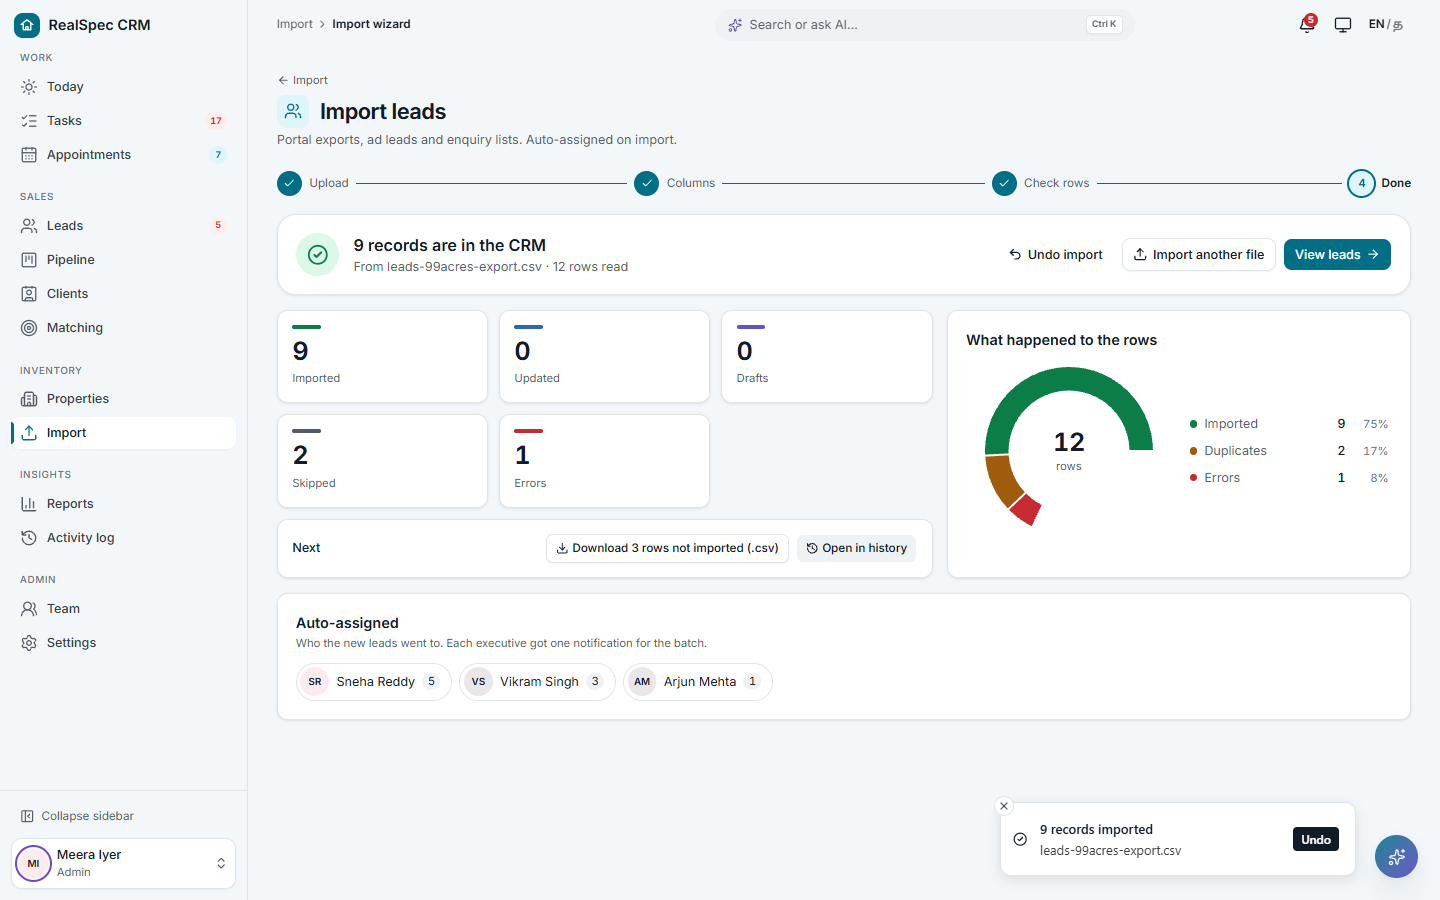 RealSpec CRM
WORK
Today
Tasks 17
Appointments 7
SALES
Leads 5
Pipeline
Clients
Matching
INVENTORY
Properties
Import
INSIGHTS
Reports
Activity log
ADMIN
Team
Settings
Collapse sidebar
MI
Meera Iyer
Admin
Import > Import wizard
Search or ask AI... Ctrl K
5
EN / த
← Import
Import leads
Portal exports, ad leads and enquiry lists. Auto-assigned on import.
Upload
Columns
Check rows
4 Done
9 records are in the CRM
From leads-99acres-export.csv · 12 rows read
Undo import
Import another file
View leads →
9
Imported
0
Updated
0
Drafts
2
Skipped
1
Errors
Next
Download 3 rows not imported (.csv)
Open in history
What happened to the rows
12
rows
Imported 9 75%
Duplicates 2 17%
Errors 1 8%
Auto-assigned
Who the new leads went to. Each executive got one notification for the batch.
SR Sneha Reddy 5
VS Vikram Singh 3
AM Arjun Mehta 1
9 records imported
leads-99acres-export.csv
Undo